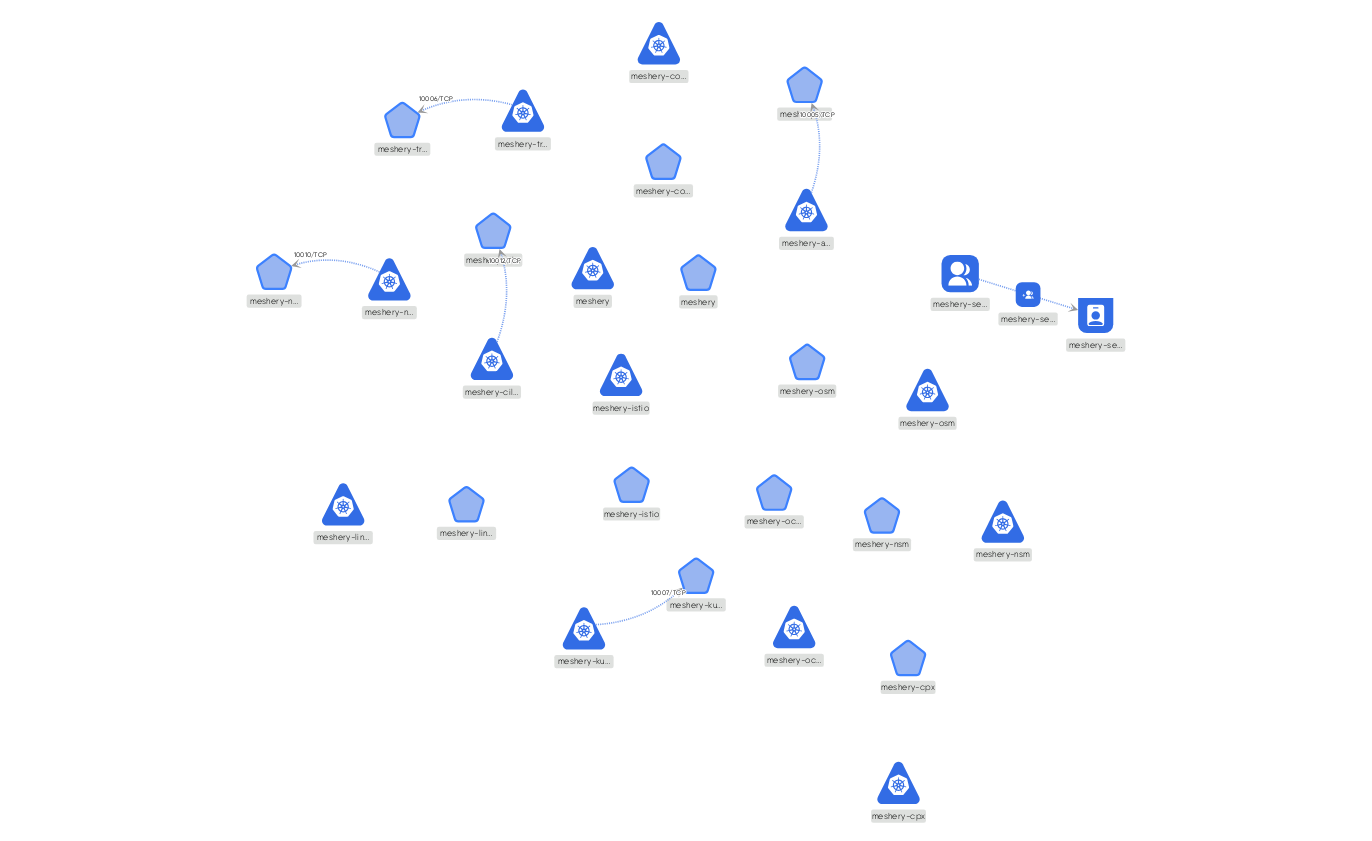 meshery-co...
10006/TCP
meshery-tr...
meshery-tr...
10005/TCP
meshery-co...
meshery-a...
10010/TCP
meshery-n...
meshery-n...
10012/TCP
meshery
meshery
meshery-se...
meshery-se...
meshery-se...
meshery-cil...
meshery-istio
meshery-osm
meshery-osm
meshery-lin...
meshery-lin...
meshery-istio
meshery-oc...
meshery-nsm
meshery-nsm
10007/TCP
meshery-ku...
meshery-ku...
meshery-oc...
meshery-cpx
meshery-cpx